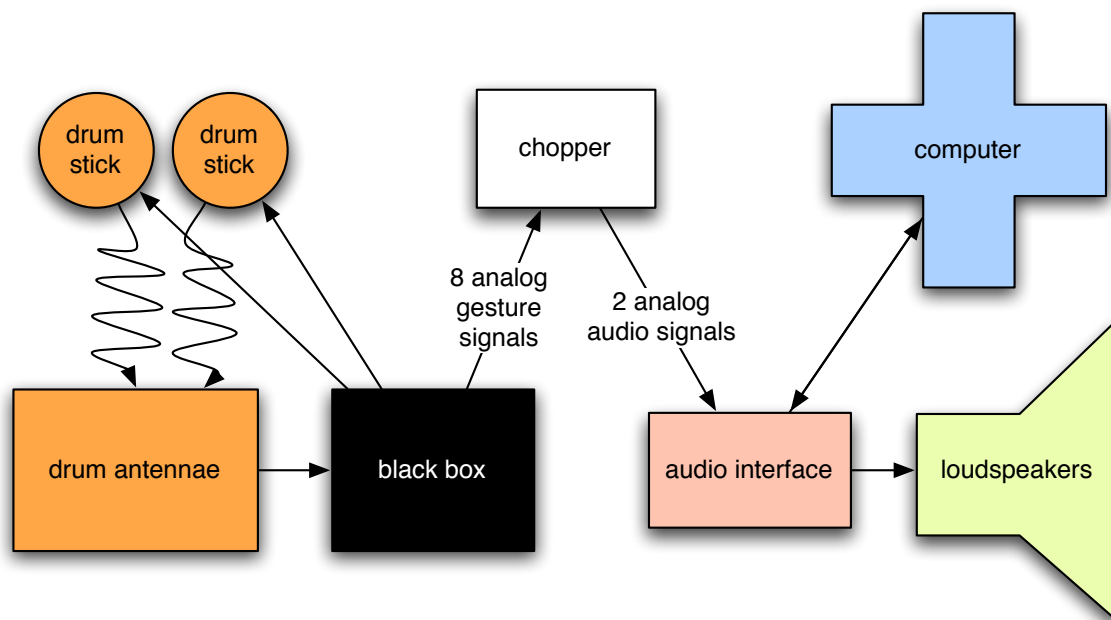 drum
stick
drum
stick
chopper
computer
8 analog
gesture
signals
2 analog
audio signals
drum antennae
black box
audio interface
loudspeakers